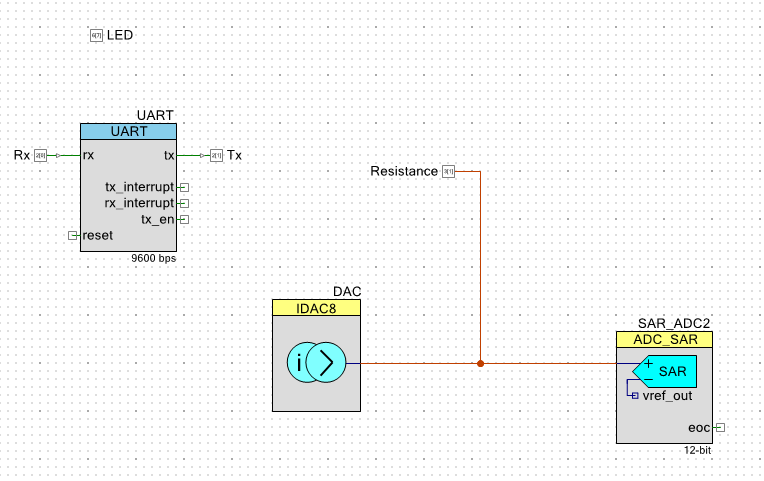 LED
UART
UART
Rx
rx
tx
Tx
tx_interrupt
rx_interrupt
tx_en
reset
9600 bps
Resistance
DAC
IDAC8
i
SAR_ADC2
ADC_SAR
+
SAR
vref_out
eoc
12-bit